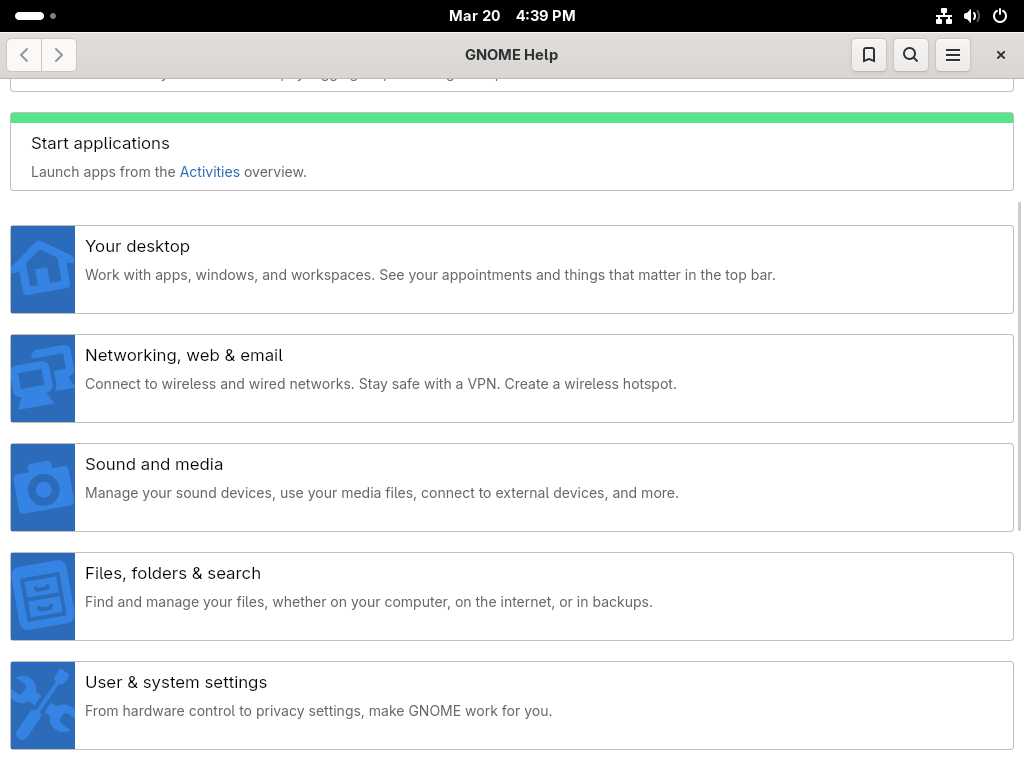 Mar 20 4:39 PM
GNOME Help
Start applications
Launch apps from the Activities overview.
Your desktop
Work with apps, windows, and workspaces. See your appointments and things that matter in the top bar.
Networking, web & email
Connect to wireless and wired networks. Stay safe with a VPN. Create a wireless hotspot.
Sound and media
Manage your sound devices, use your media files, connect to external devices, and more.
Files, folders & search
Find and manage your files, whether on your computer, on the internet, or in backups.
User & system settings
From hardware control to privacy settings, make GNOME work for you.